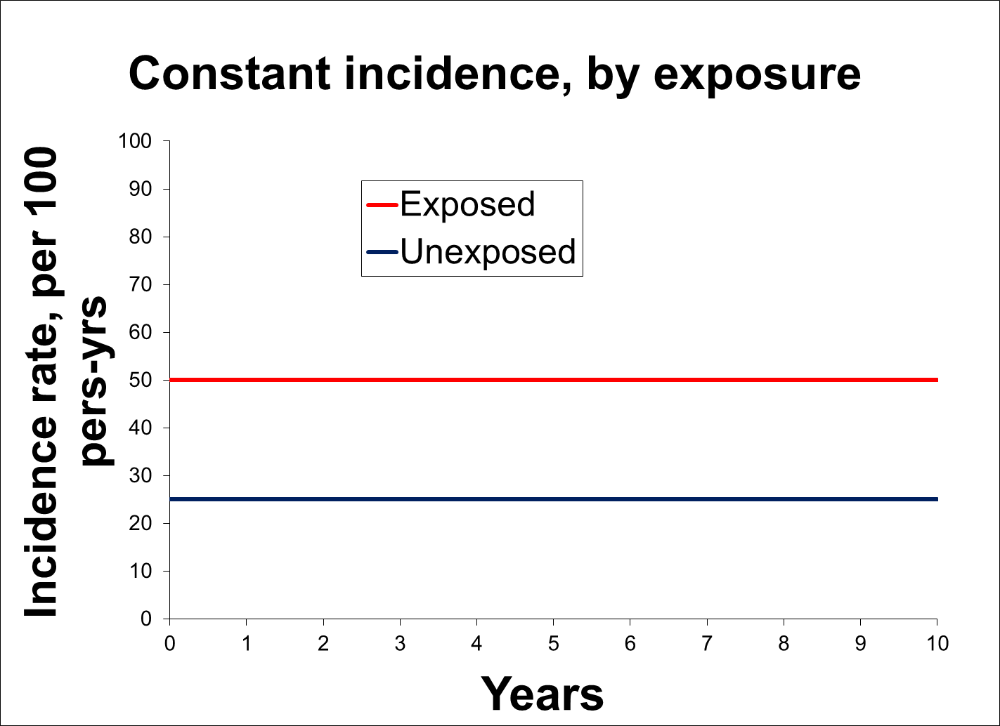 Constant incidence, by exposure
Incidence rate, per 100
pers-yrs
100
90
80
70
60
50
40
30
20
10
0
Exposed
Unexposed
0 1 2 3 4 5 6 7 8 9 10
Years